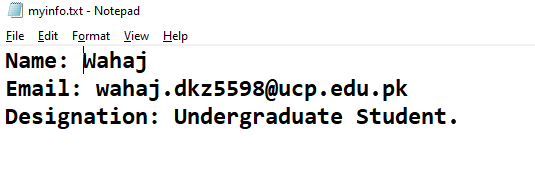 myinfo.txt - Notepad
File Edit Format View Help
Name: Wahaj
Email: wahaj.dkz5598@ucp.edu.pk
Designation: Undergraduate Student.